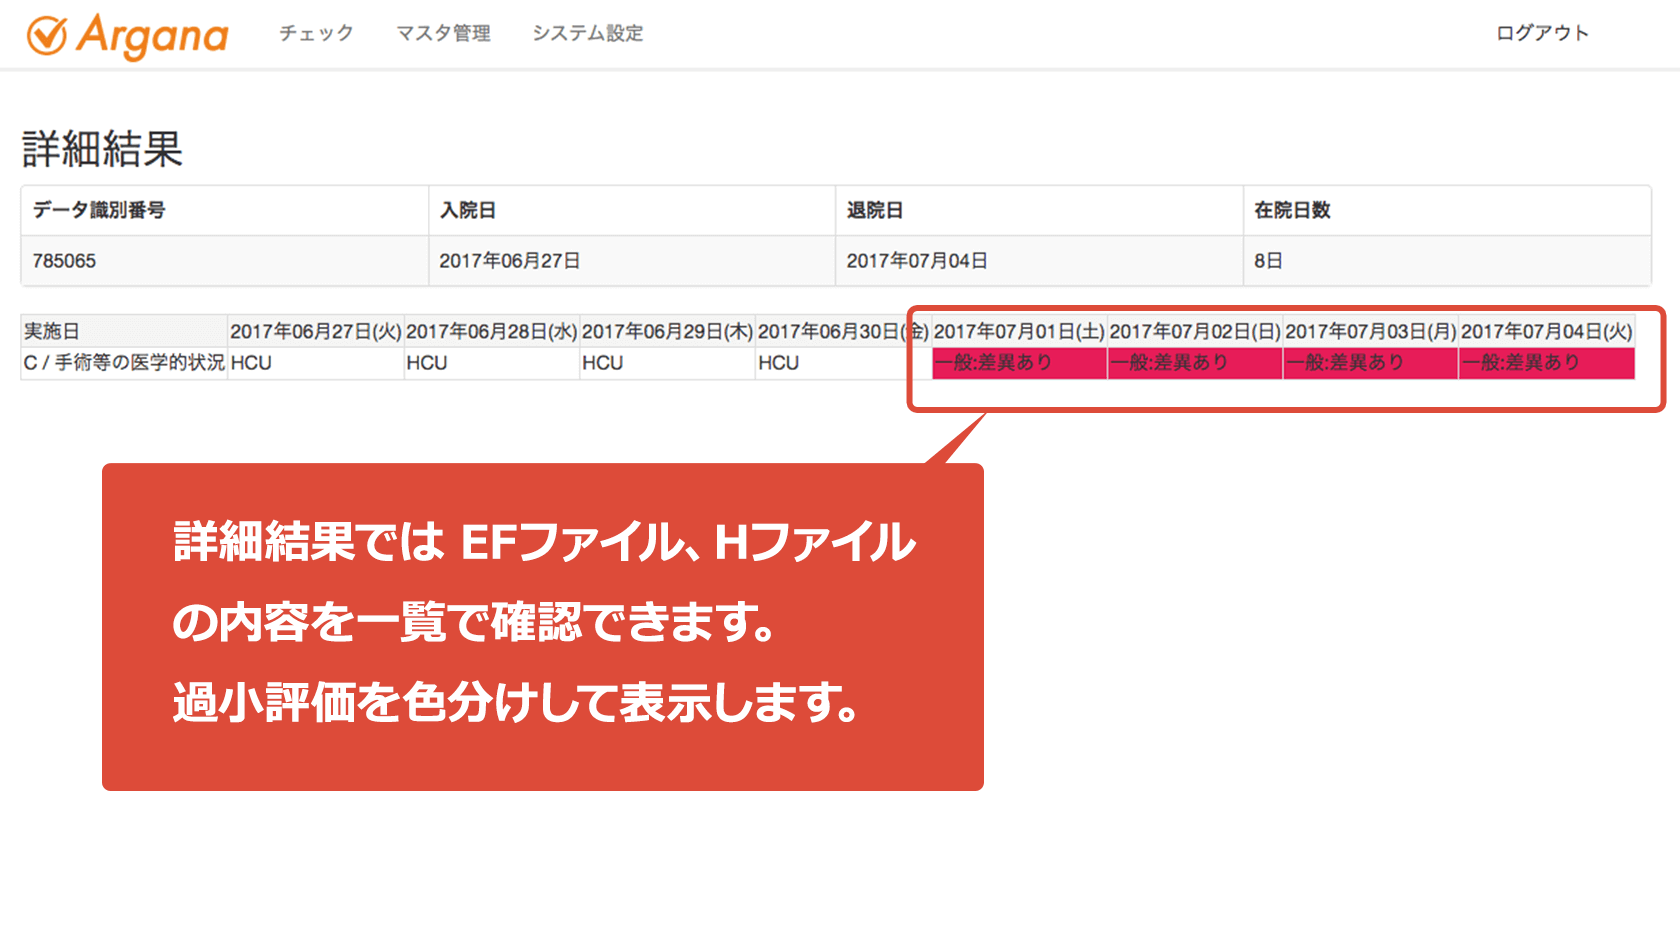 Argana チェック マスタ管理 システム設定 ログアウト
詳細結果
データ識別番号 入院日 退院日 在院日数
785065 2017年06月27日 2017年07月04日 8日
実施日 2017年06月27日(火) 2017年06月28日(水) 2017年06月29日(木) 2017年06月30日(金) 2017年07月01日(土) 2017年07月02日(日) 2017年07月03日(月) 2017年07月04日(火)
C / 手術等の医学的状況 HCU HCU HCU HCU 一般:差異あり 一般:差異あり 一般:差異あり 一般:差異あり
詳細結果では EFファイル、Hファイル
の内容を一覧で確認できます。
過小評価を色分けして表示します。